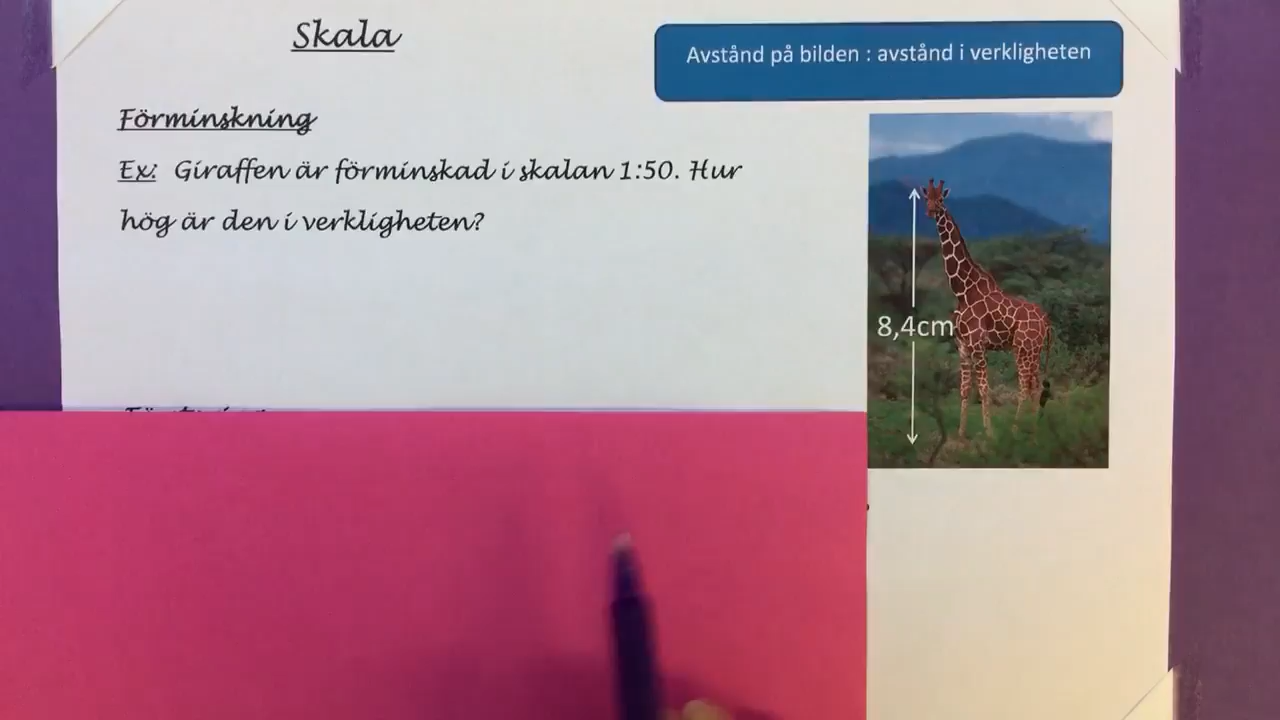 Skala
Avstånd på bilden : avstånd i verkligheten
Förminskning
Ex: Giraffen är förminskad i skalan 1:50. Hur
hög är den i verkligheten?
8,4cm